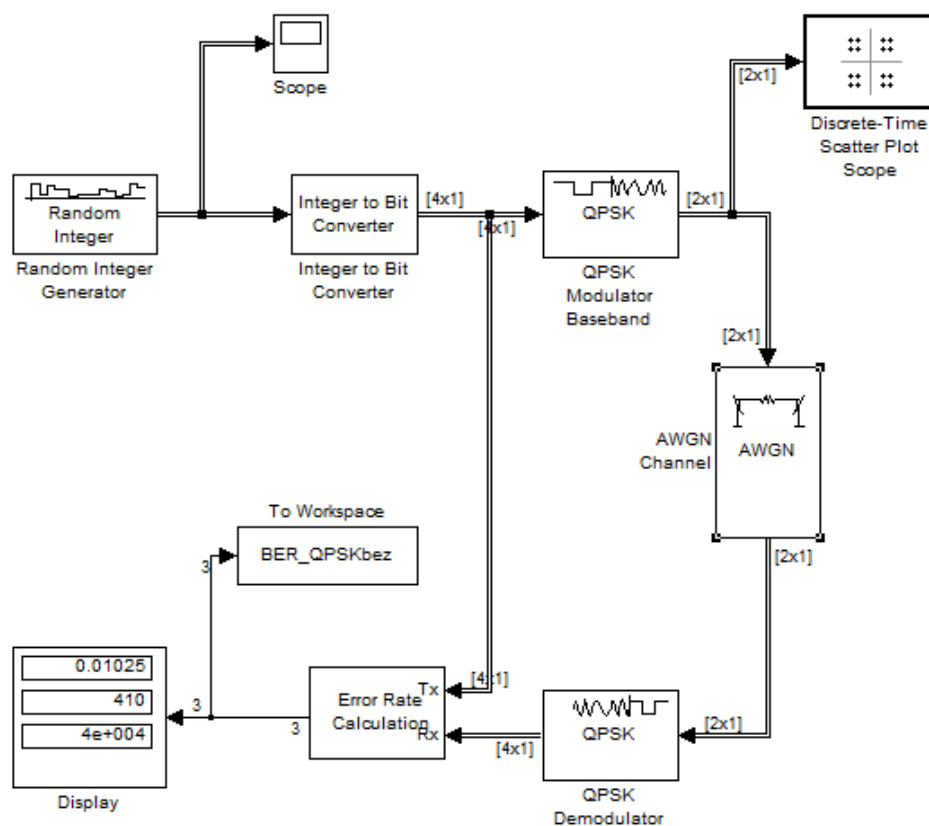 Scope
[2x1]
Discrete-Time
Scatter Plot
Scope
Random
Integer
Random Integer
Generator
Integer to Bit
Converter
Integer to Bit
Converter
[4x1]
[4x1]
QPSK
QPSK
Modulator
Baseband
[2x1]
[2x1]
AWGN
Channel
AWGN
[2x1]
To Workspace
BER_QPSKbez
3
0.01025
410
4e+004
Display
3
3
Error Rate
Calculation
Tx
Rx
[4x1]
[4x1]
QPSK
QPSK
Demodulator
[2x1]